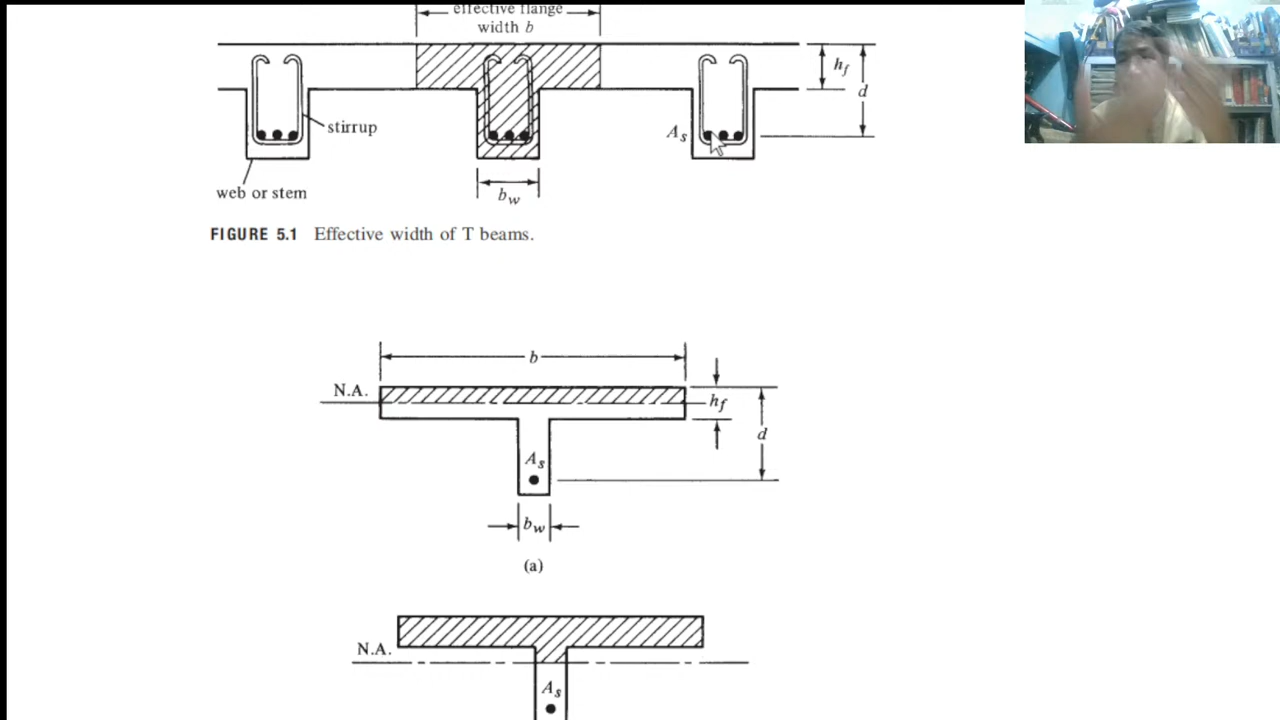 effective flange
width b
h_f
d
stirrup
A_s
web or stem
b_w
FIGURE 5.1 Effective width of T beams.
b
N.A.
h_f
d
A_s
b_w
(a)
N.A.
A_s